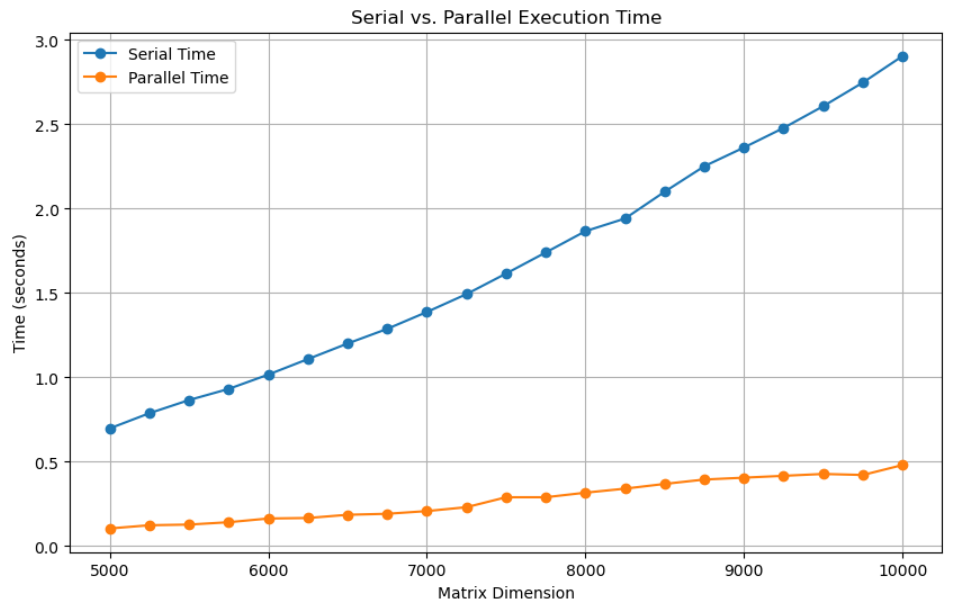 Serial vs. Parallel Execution Time
Serial Time
Parallel Time
3.0
2.5
2.0
1.5
1.0
0.5
0.0
Time (seconds)
5000 6000 7000 8000 9000 10000
Matrix Dimension